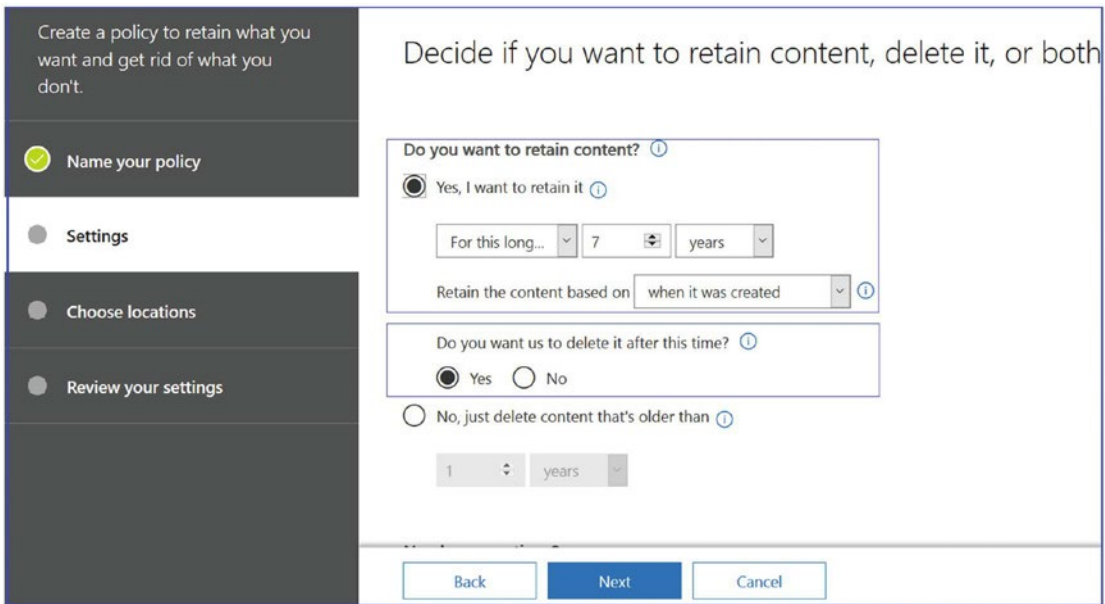 Create a policy to retain what you
want and get rid of what you
don't.
Name your policy
Settings
Choose locations
Review your settings
Decide if you want to retain content, delete it, or both
Do you want to retain content?
Yes, I want to retain it
For this long... 7 years
Retain the content based on when it was created
Do you want us to delete it after this time?
Yes No
No, just delete content that's older than
1 years
Back Next Cancel